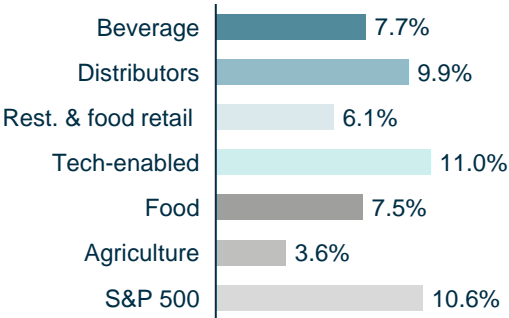 Beverage 7.7%
Distributors 9.9%
Rest. & food retail 6.1%
Tech-enabled 11.0%
Food 7.5%
Agriculture 3.6%
S&P 500 10.6%